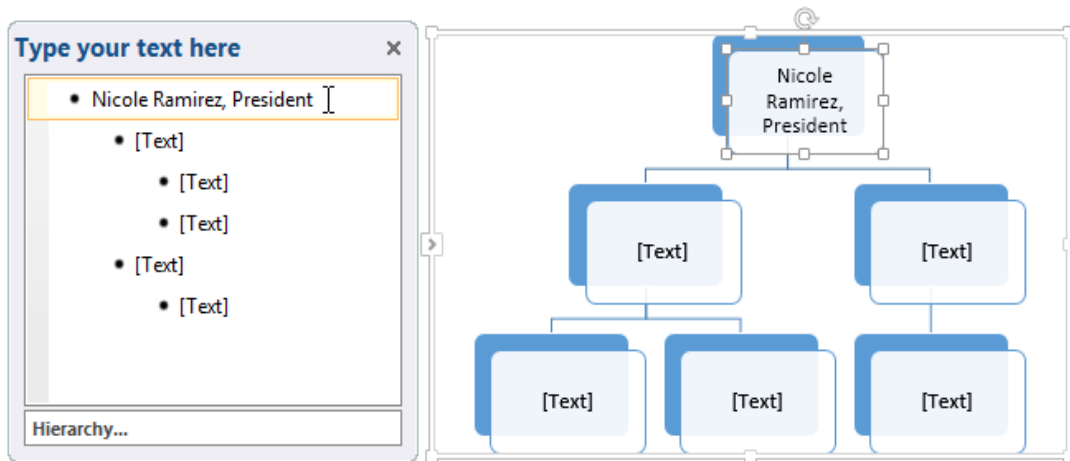 Type your text here
• Nicole Ramirez, President
• [Text]
• [Text]
• [Text]
• [Text]
• [Text]
Hierarchy...
Nicole
Ramirez,
President
[Text] [Text]
[Text] [Text] [Text]